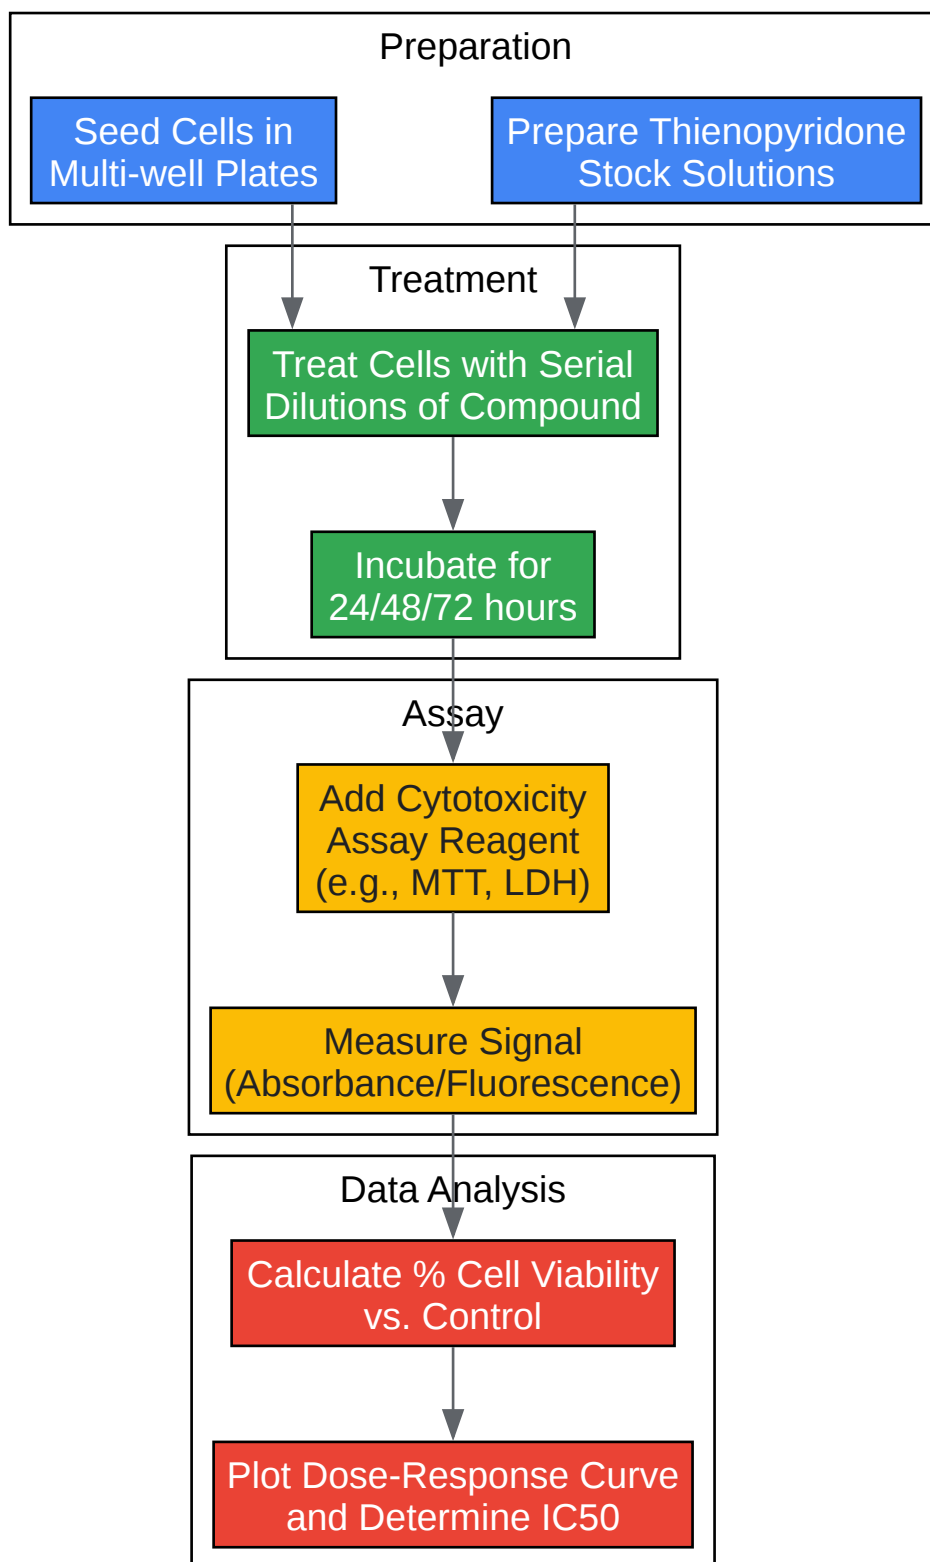 Preparation
Seed Cells in
Multi-well Plates
Prepare Thienopyridone
Stock Solutions
Treatment
Treat Cells with Serial
Dilutions of Compound
Incubate for
24/48/72 hours
Assay
Add Cytotoxicity
Assay Reagent
(e.g., MTT, LDH)
Measure Signal
(Absorbance/Fluorescence)
Data Analysis
Calculate % Cell Viability
vs. Control
Plot Dose-Response Curve
and Determine IC50